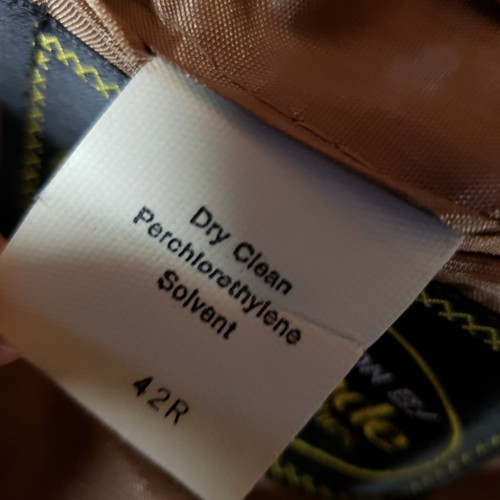 Dry Clean
Perchlorethylene
Solvent
42R